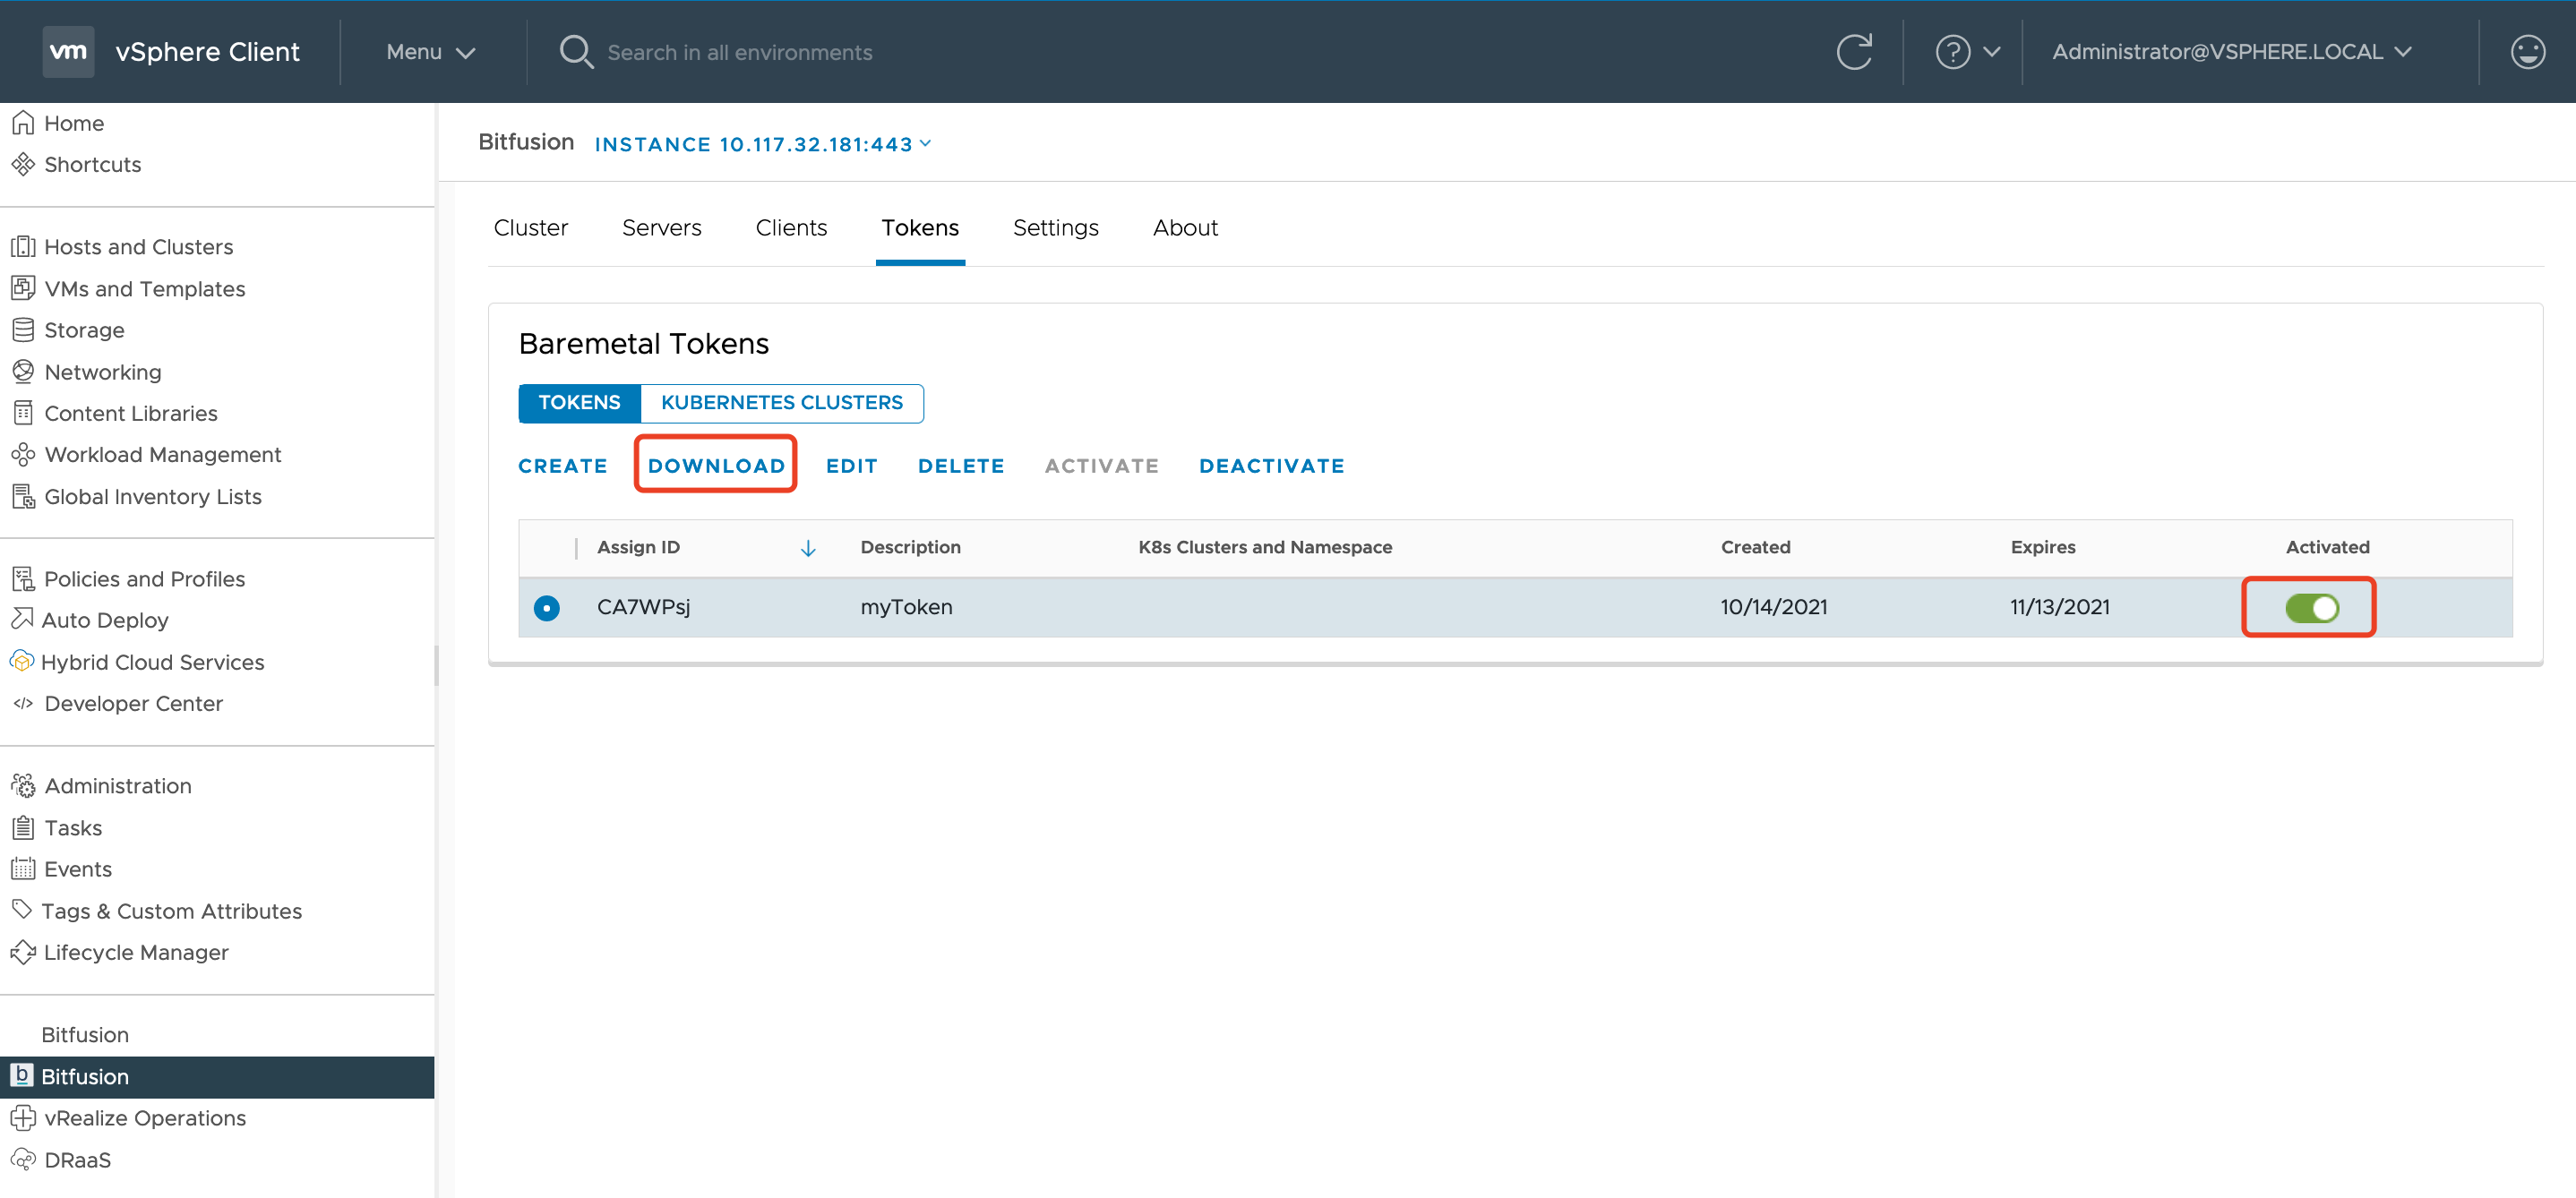 vm vSphere Client Menu Search in all environments Administrator@VSPHERE.LOCAL
Home
Shortcuts
Hosts and Clusters
VMs and Templates
Storage
Networking
Content Libraries
Workload Management
Global Inventory Lists
Policies and Profiles
Auto Deploy
Hybrid Cloud Services
Developer Center
Administration
Tasks
Events
Tags & Custom Attributes
Lifecycle Manager
Bitfusion
b Bitfusion
vRealize Operations
DRaaS
Bitfusion INSTANCE 10.117.32.181:443
Cluster Servers Clients Tokens Settings About
Baremetal Tokens
TOKENS KUBERNETES CLUSTERS
CREATE DOWNLOAD EDIT DELETE ACTIVATE DEACTIVATE
Assign ID Description K8s Clusters and Namespace Created Expires Activated
CA7WPsj myToken 10/14/2021 11/13/2021